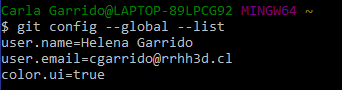 Carla Garrido@LAPTOP-89LPCG92 MINGW64 ~
$ git config --global --list
user.name=Helena Garrido
user.email=cgarrido@rrhh3d.cl
color.ui=true